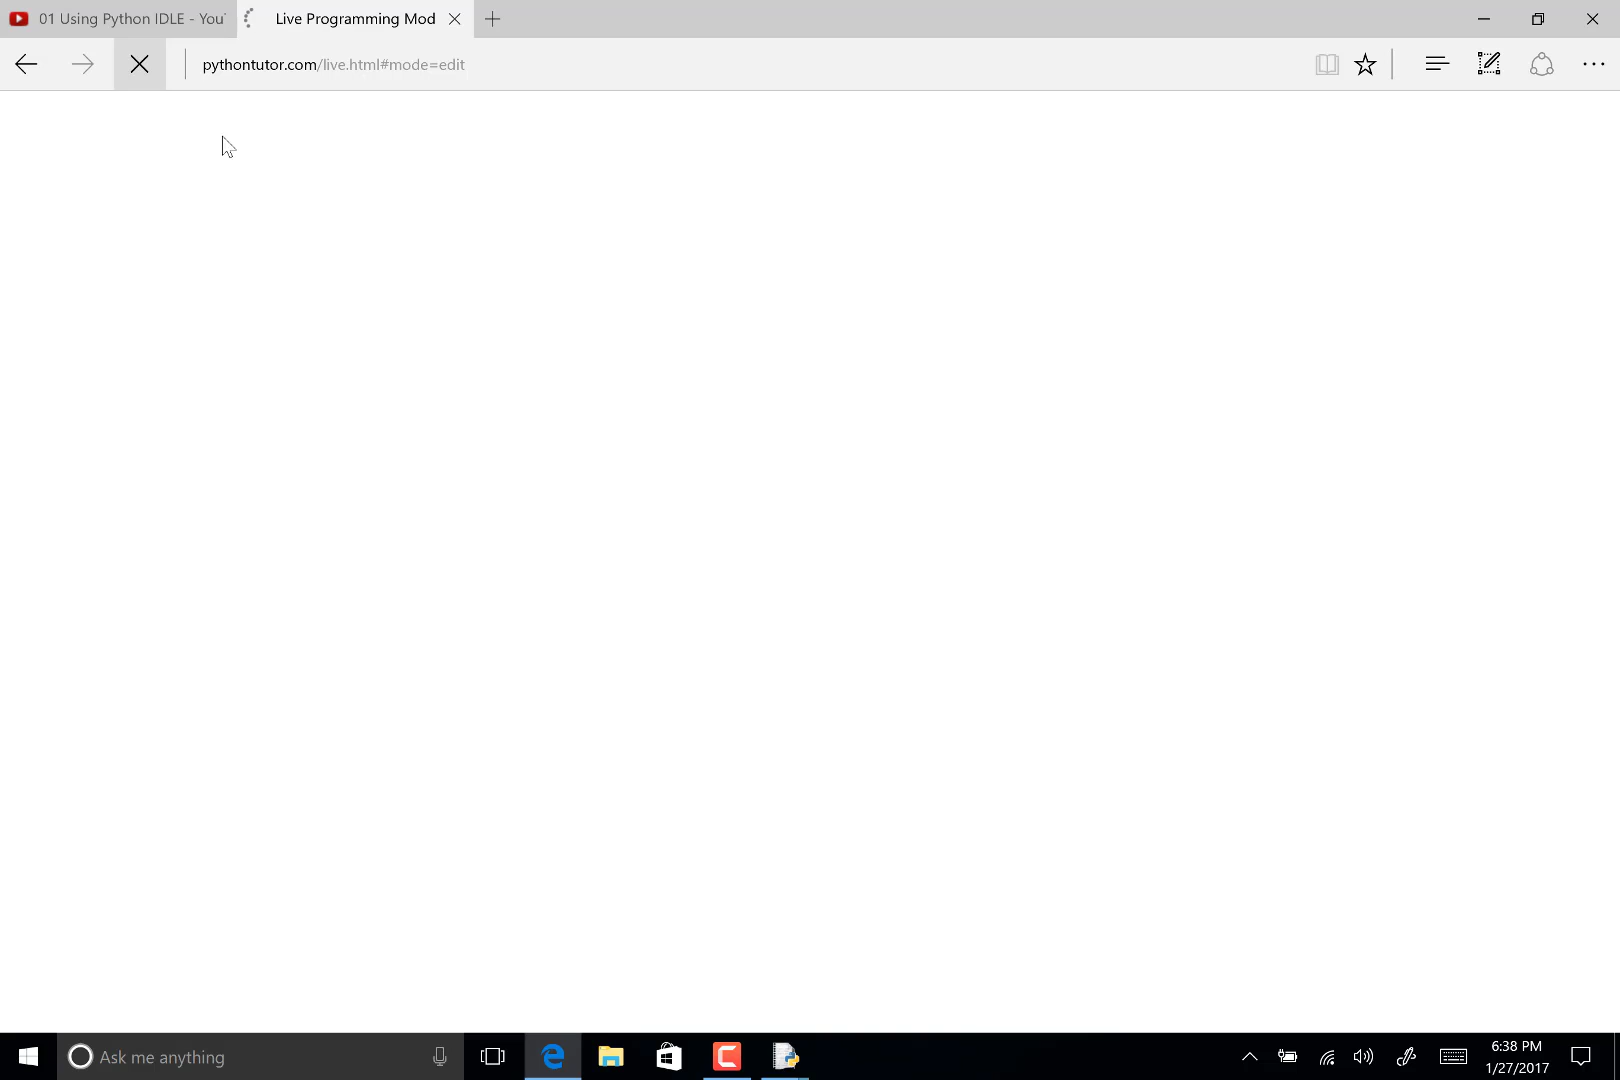 01 Using Python IDLE - You
Live Programming Mod
pythontutor.com/live.html#mode=edit
Ask me anything
6:38 PM
1/27/2017